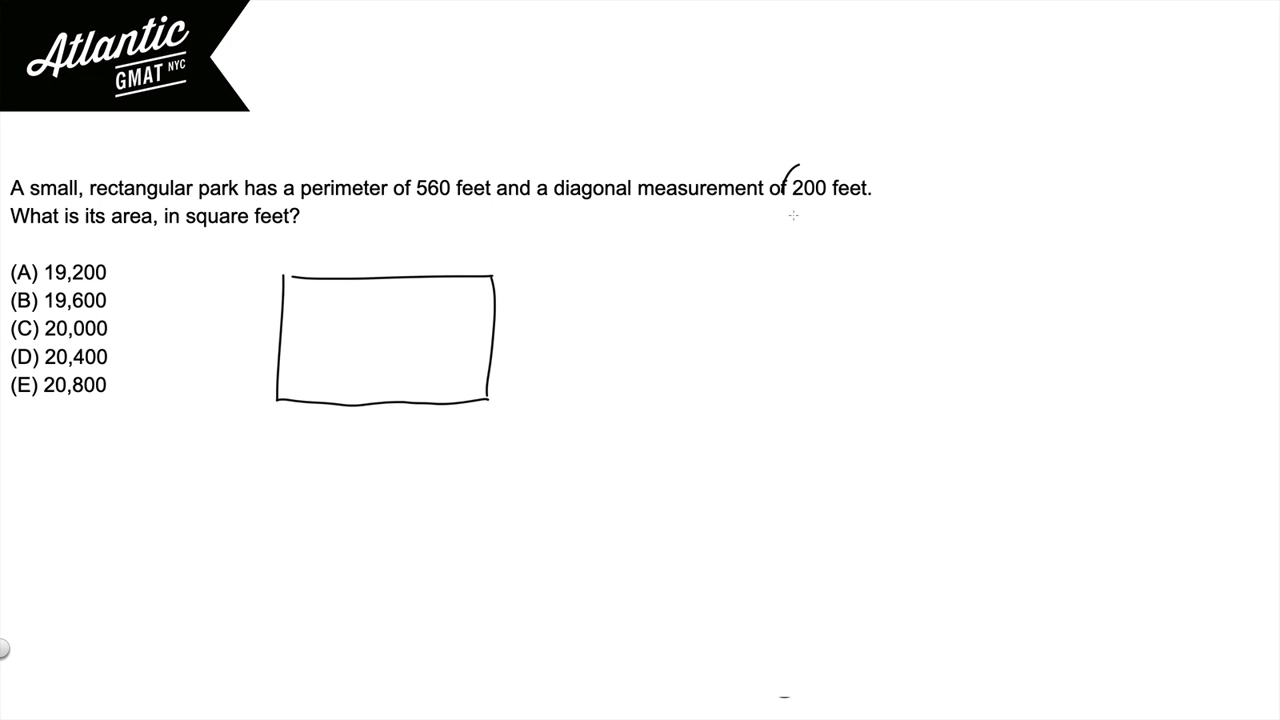 Atlantic
GMAT NYC
A small, rectangular park has a perimeter of 560 feet and a diagonal measurement of 200 feet.
What is its area, in square feet?
(A) 19,200
(B) 19,600
(C) 20,000
(D) 20,400
(E) 20,800